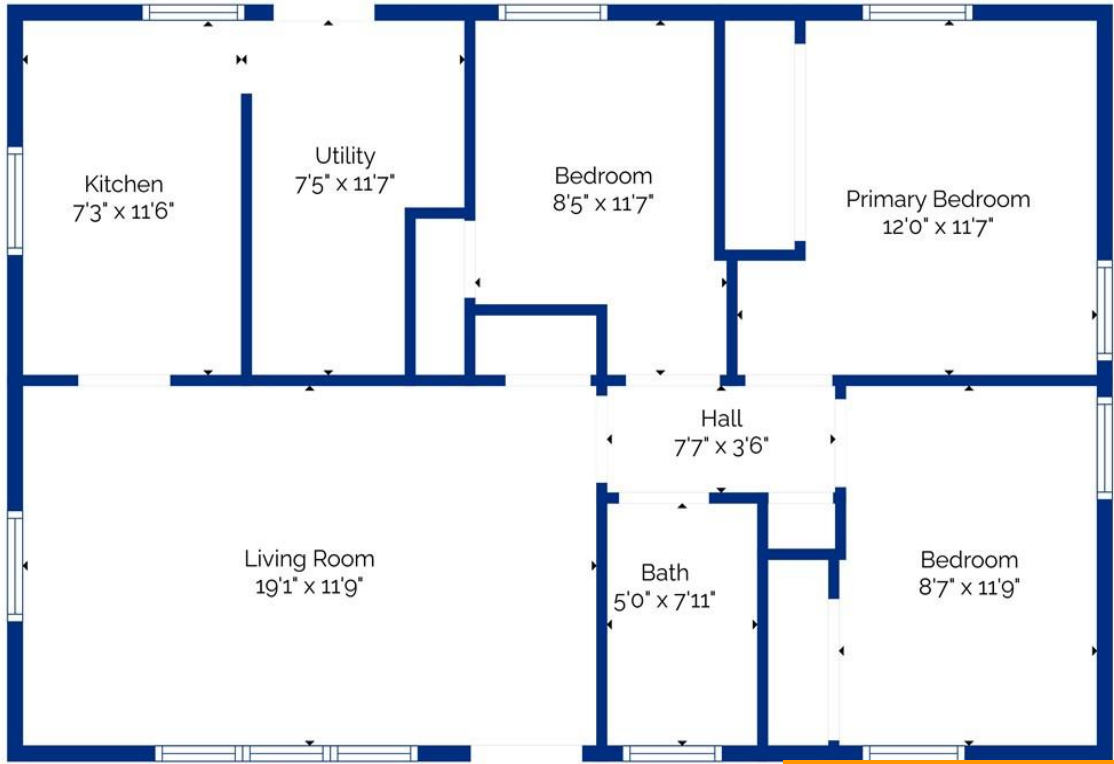 Kitchen
7'3" x 11'6"
Utility
7'5" x 11'7"
Bedroom
8'5" x 11'7"
Primary Bedroom
12'0" x 11'7"
Hall
7'7" x 3'6"
Living Room
19'1" x 11'9"
Bath
5'0" x 7'11"
Bedroom
8'7" x 11'9"